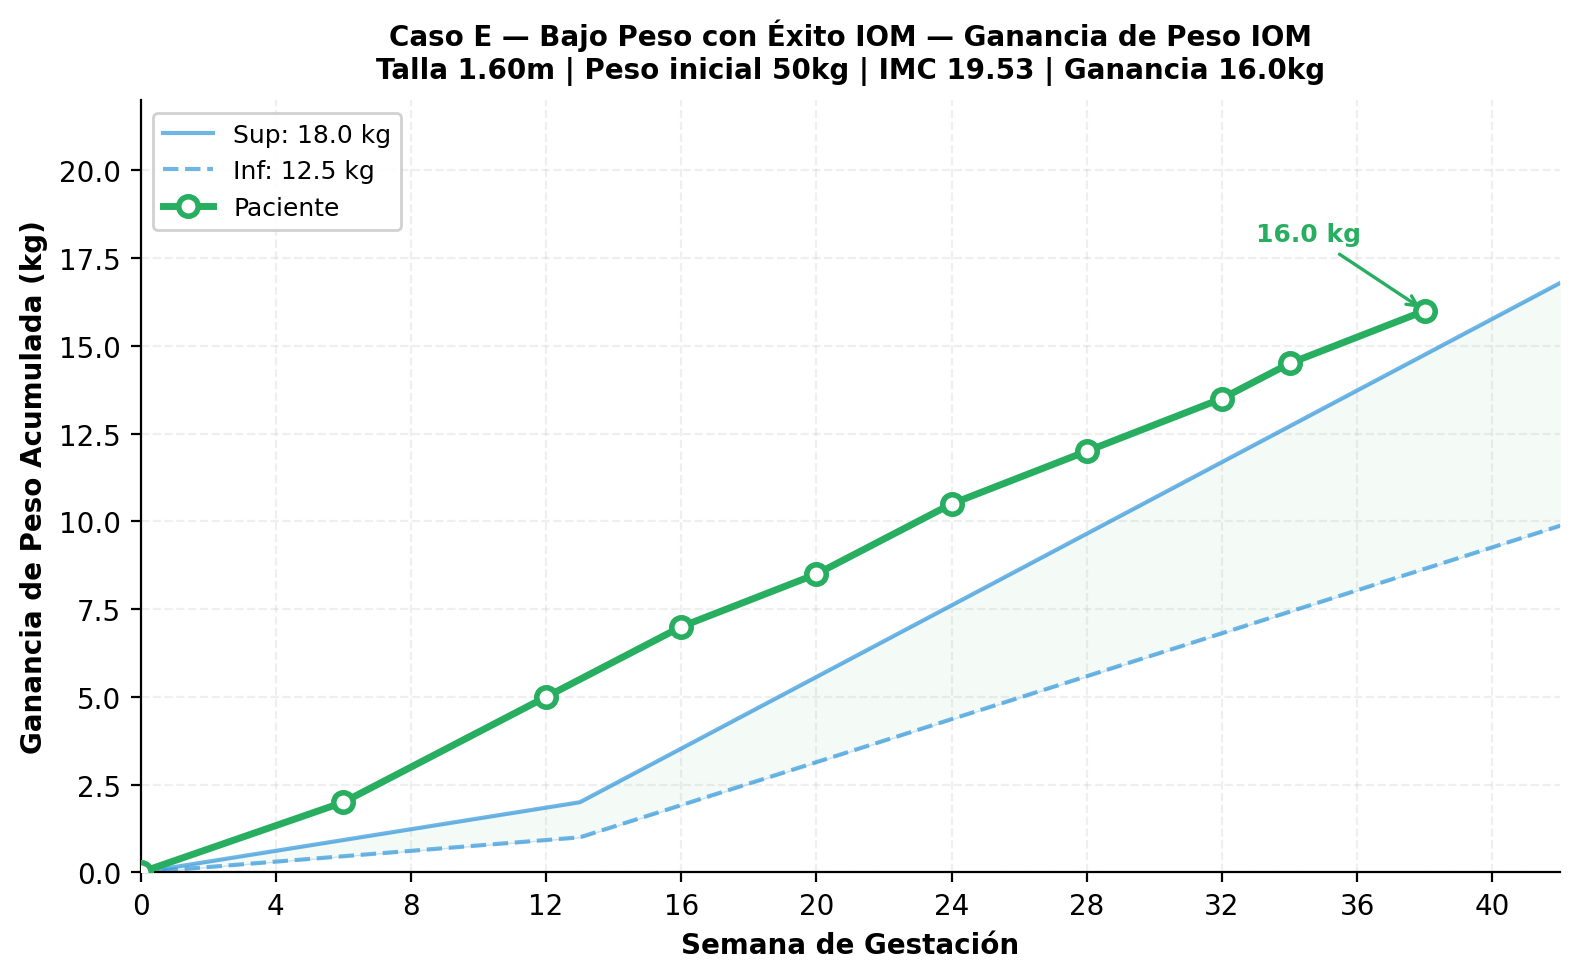 Caso E — Bajo Peso con Éxito IOM — Ganancia de Peso IOM
Talla 1.60m | Peso inicial 50kg | IMC 19.53 | Ganancia 16.0kg
Sup: 18.0 kg
Inf: 12.5 kg
Paciente
16.0 kg
Ganancia de Peso Acumulada (kg)
20.0
17.5
15.0
12.5
10.0
7.5
5.0
2.5
0.0
0 4 8 12 16 20 24 28 32 36 40
Semana de Gestación